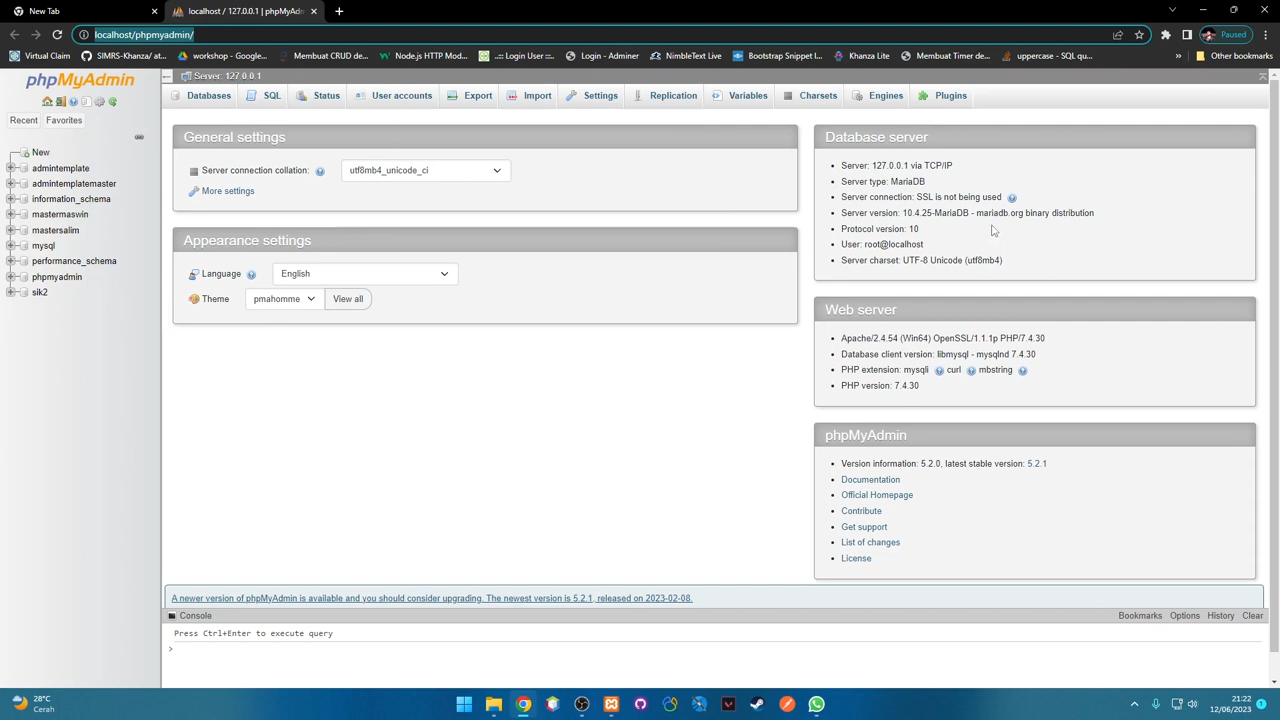 New Tab
localhost / 127.0.0.1 | phpMyAdm
localhost/phpmyadmin/
Paused
Virtual Claim
SIMRS-Khanza
workshop - Google...
Membuat CRUD de...
Node.js HTTP Mod...
.::: Login User :::.
Login - Adminer
NimbleText Live
Bootstrap Snippet I...
Khanza Lite
Membuat Timer de...
uppercase - SQL qu...
Other bookmarks
phpMyAdmin
Recent
Favorites
New
admintemplate
admintemplatemaster
information_schema
mastermaswin
mastersalim
mysql
performance_schema
phpmyadmin
sik2
Server: 127.0.0.1
Databases
SQL
Status
User accounts
Export
Import
Settings
Replication
Variables
Charsets
Engines
Plugins
General settings
Server connection collation:
utf8mb4_unicode_ci
More settings
Appearance settings
Language
English
Theme
pmahomme
View all
Database server
Server: 127.0.0.1 via TCP/IP
Server type: MariaDB
Server connection: SSL is not being used
Server version: 10.4.25-MariaDB - mariadb.org binary distribution
Protocol version: 10
User: root@localhost
Server charset: UTF-8 Unicode (utf8mb4)
Web server
Apache/2.4.54 (Win64) OpenSSL/1.1.1p PHP/7.4.30
Database client version: libmysql - mysqlnd 7.4.30
PHP extension: mysqli curl mbstring
PHP version: 7.4.30
phpMyAdmin
Version information: 5.2.0, latest stable version: 5.2.1
Documentation
Official Homepage
Contribute
Get support
List of changes
License
A newer version of phpMyAdmin is available and you should consider upgrading. The newest version is 5.2.1, released on 2023-02-08.
Console
Bookmarks
Options
History
Clear
Press Ctrl+Enter to execute query
>
28°C
Cerah
21:22
12/06/2023